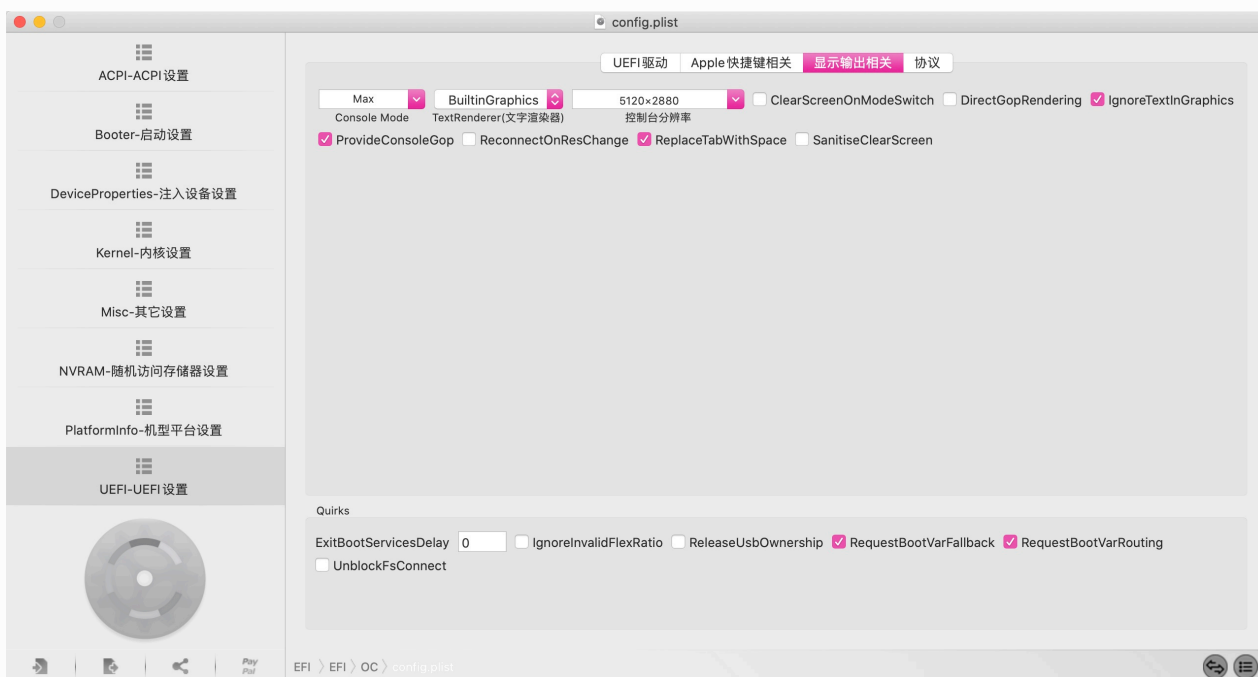 config.plist
ACPI-ACPI设置
Booter-启动设置
DeviceProperties-注入设备设置
Kernel-内核设置
Misc-其它设置
NVRAM-随机访问存储器设置
PlatformInfo-机型平台设置
UEFI-UEFI设置
UEFI驱动 Apple快捷键相关 显示输出相关 协议
Max BuiltinGraphics 5120×2880 ClearScreenOnModeSwitch DirectGopRendering IgnoreTextInGraphics
Console Mode TextRenderer(文字渲染器) 控制台分辨率
ProvideConsoleGop ReconnectOnResChange ReplaceTabWithSpace SanitiseClearScreen
Quirks
ExitBootServicesDelay 0 IgnoreInvalidFlexRatio ReleaseUsbOwnership RequestBootVarFallback RequestBootVarRouting
UnblockFsConnect
Pay
Pal
EFI 〉 EFI 〉 OC 〉 config.plist